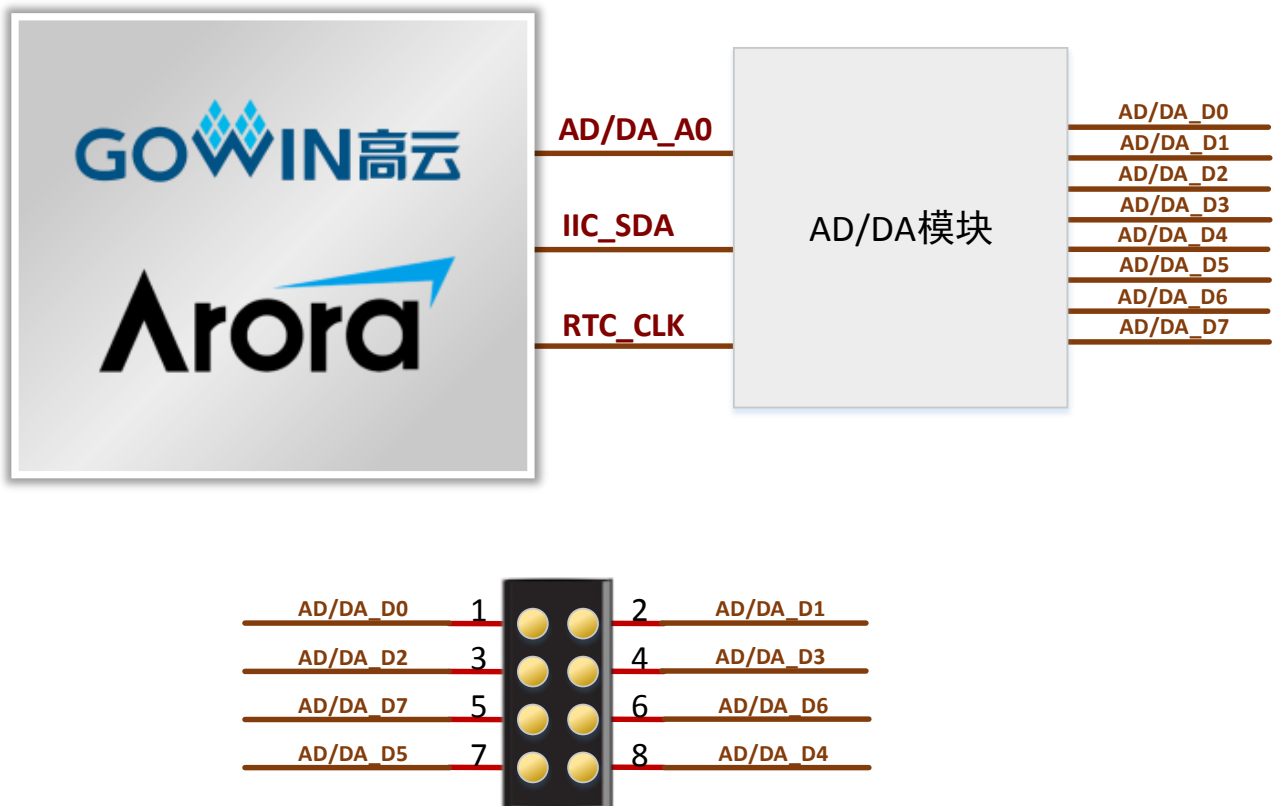 GOWIN高云
Arora
AD/DA_A0
IIC_SDA
RTC_CLK
AD/DA模块
AD/DA_D0
AD/DA_D1
AD/DA_D2
AD/DA_D3
AD/DA_D4
AD/DA_D5
AD/DA_D6
AD/DA_D7
AD/DA_D0 1 2 AD/DA_D1
AD/DA_D2 3 4 AD/DA_D3
AD/DA_D7 5 6 AD/DA_D6
AD/DA_D5 7 8 AD/DA_D4